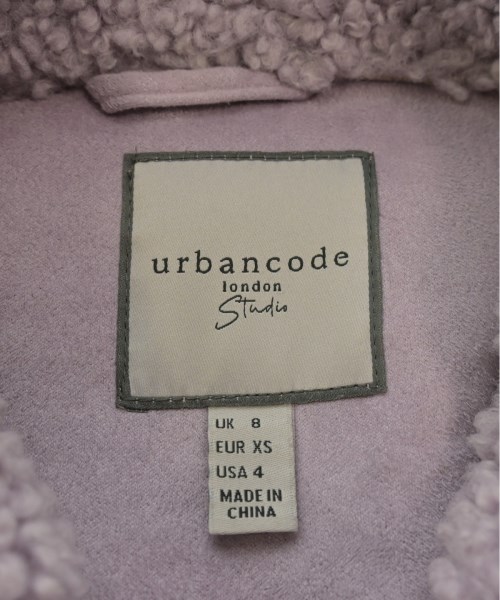 urbancode
london
Studio
UK 8
EUR XS
USA 4
MADE IN
CHINA